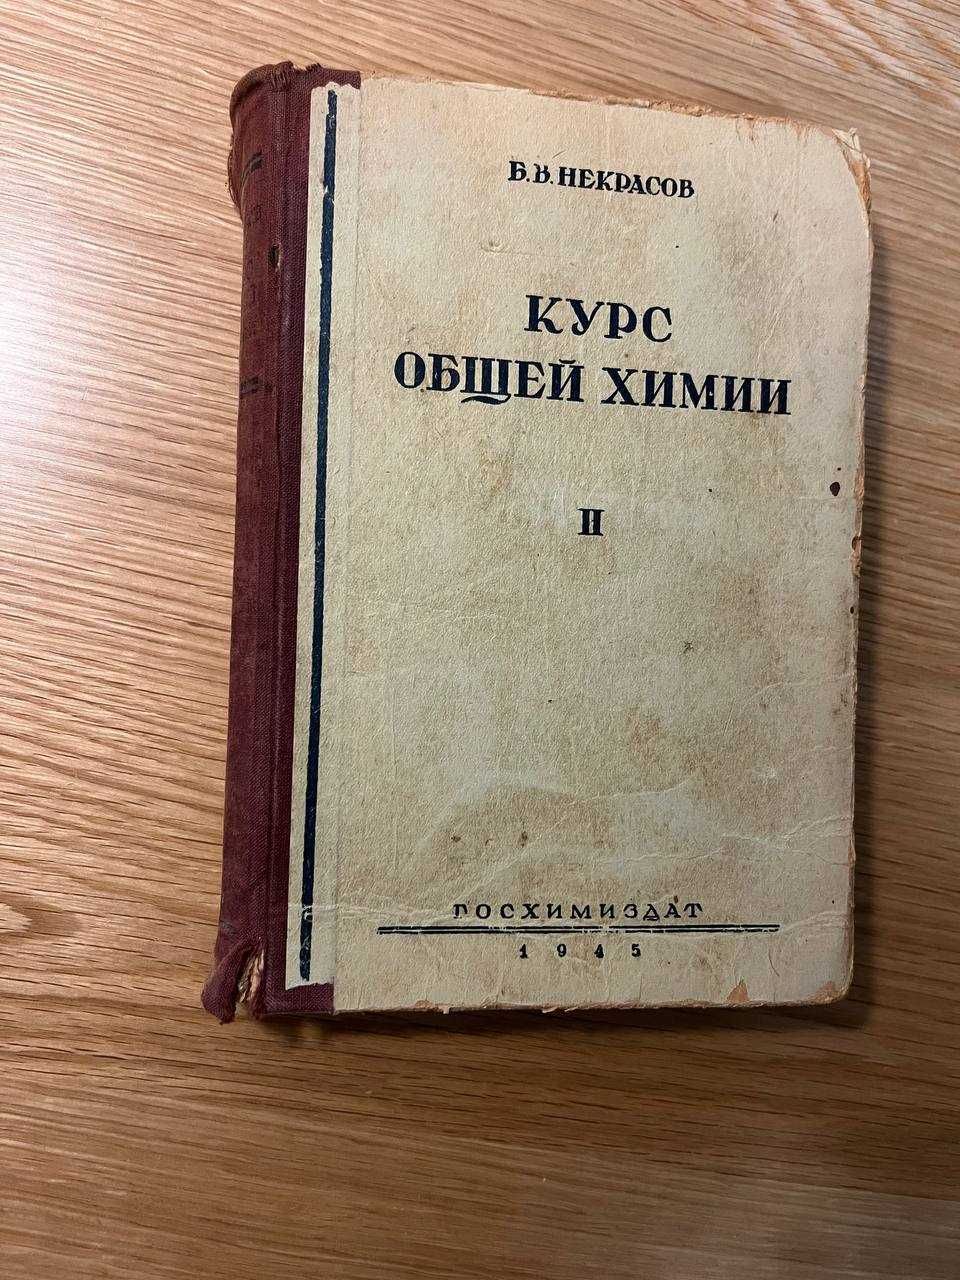 Б.В.НЕКРАСОВ
КУРС
ОБЩЕЙ ХИМИИ
II
ГОСХИМИЗДАТ
1945